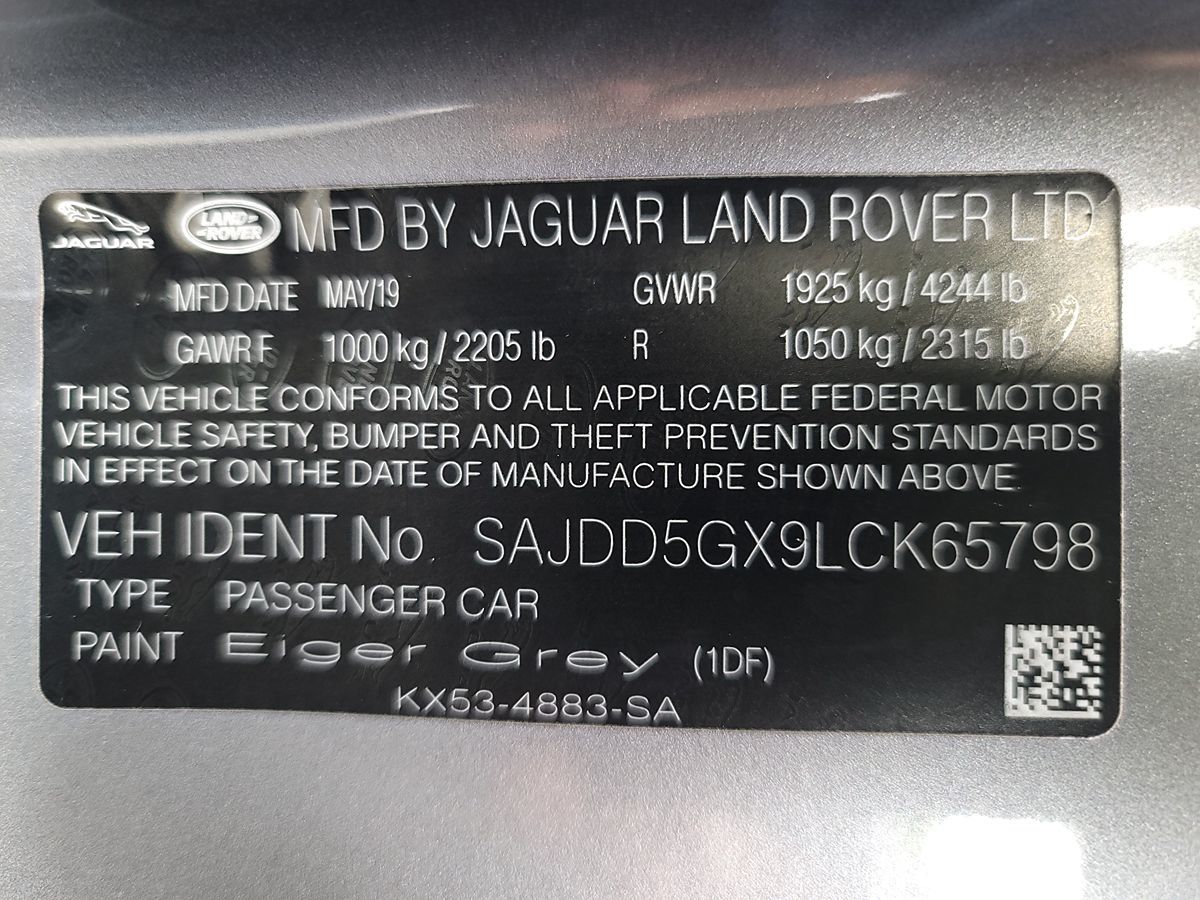 JAGUAR LAND ROVER MFD BY JAGUAR LAND ROVER LTD
MFD DATE MAY/19 GVWR 1925 kg / 4244 lb
GAWR F 1000 kg / 2205 lb R 1050 kg / 2315 lb
THIS VEHICLE CONFORMS TO ALL APPLICABLE FEDERAL MOTOR
VEHICLE SAFETY, BUMPER AND THEFT PREVENTION STANDARDS
IN EFFECT ON THE DATE OF MANUFACTURE SHOWN ABOVE
VEH IDENT No. SAJDD5GX9LCK65798
TYPE PASSENGER CAR
PAINT Eiger Grey (1DF)
KX53-4883-SA